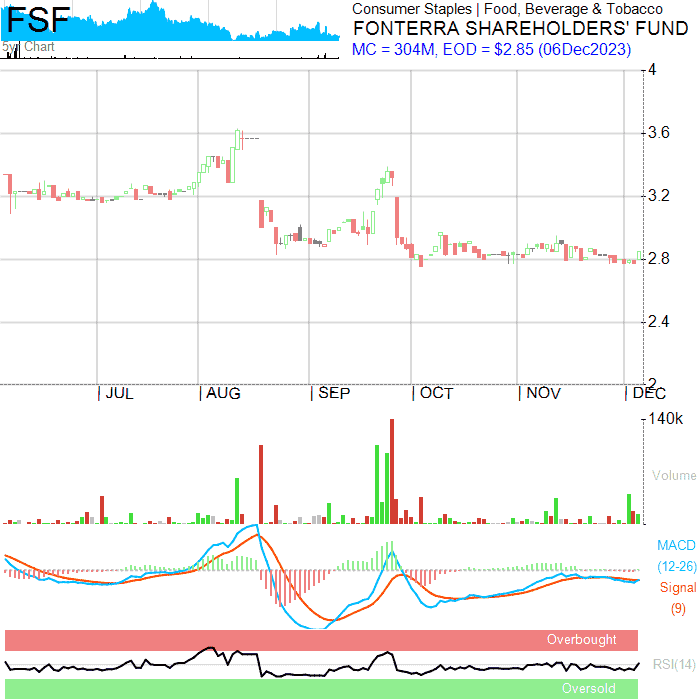 FSF
5yr Chart
Consumer Staples | Food, Beverage & Tobacco
FONTERRA SHAREHOLDERS' FUND
MC = 304M, EOD = $2.85 (06Dec2023)
4
3.6
3.2
2.8
2.4
2
JUL
AUG
SEP
OCT
NOV
DEC
140k
Volume
MACD
(12-26)
Signal
(9)
Overbought
RSI(14)
Oversold